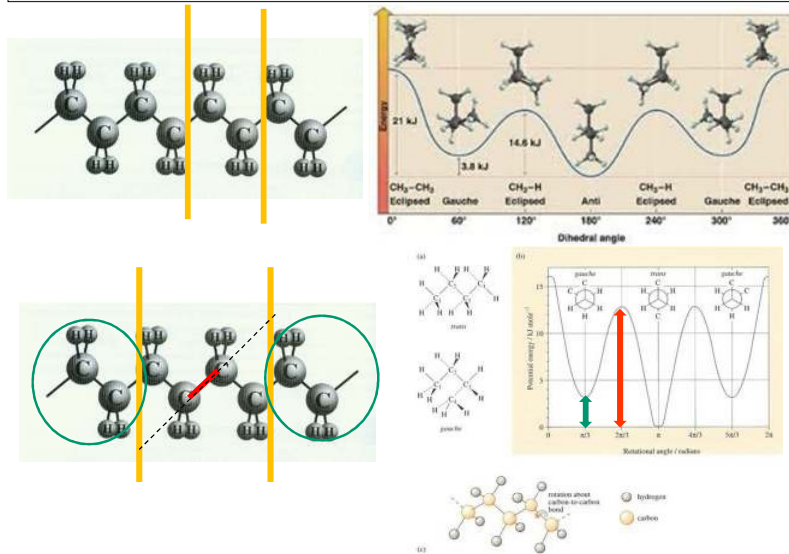 H H H H
C C C C
C C C C
H H H H H H H H
Energy
21 kJ
3.8 kJ
14.6 kJ
CH₃–CH₃ CH₃–H CH₃–H CH₃–CH₃
Eclipsed Gauche Eclipsed Anti Eclipsed Gauche Eclipsed
0° 60° 120° 180° 240° 300° 360°
Dihedral angle
C C C C
C C C C
(a)
trans
gauche
(b)
gauche trans gauche
15
10
5
0
Potential energy / kJ mole⁻¹
0 π/3 2π/3 π 4π/3 5π/3 2π
Rotational angle / radians
rotation about
carbon-to-carbon
bond
hydrogen
carbon
(c)